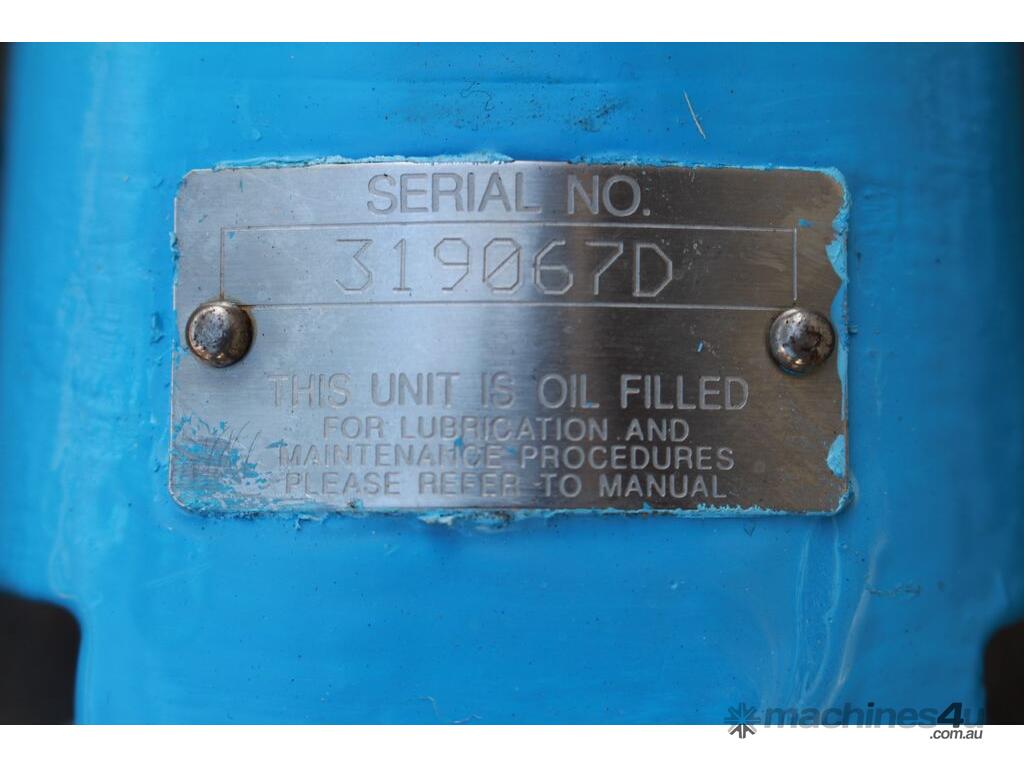 SERIAL NO.
319067D
THIS UNIT IS OIL FILLED
FOR LUBRICATION AND
MAINTENANCE PROCEDURES
PLEASE REFER TO MANUAL
machines4u
.com.au